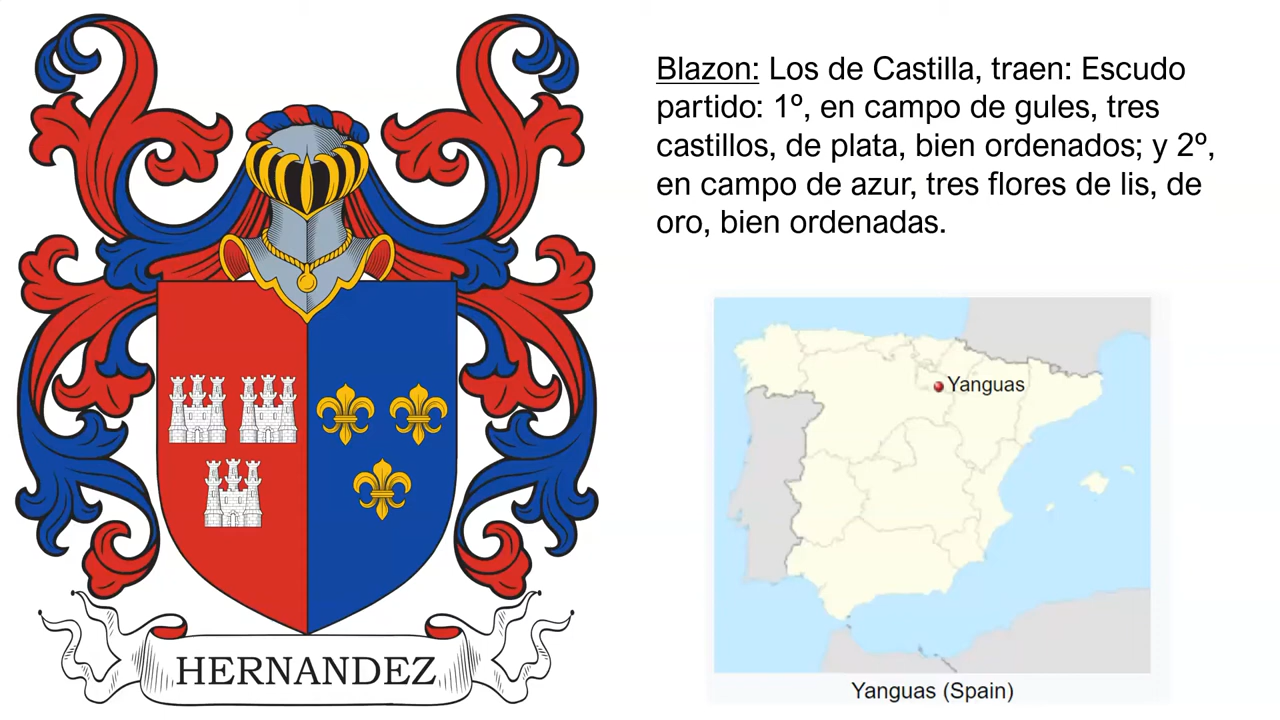 Blazon: Los de Castilla, traen: Escudo
partido: 1º, en campo de gules, tres
castillos, de plata, bien ordenados; y 2º,
en campo de azur, tres flores de lis, de
oro, bien ordenadas.
Yanguas
Yanguas (Spain)
HERNANDEZ